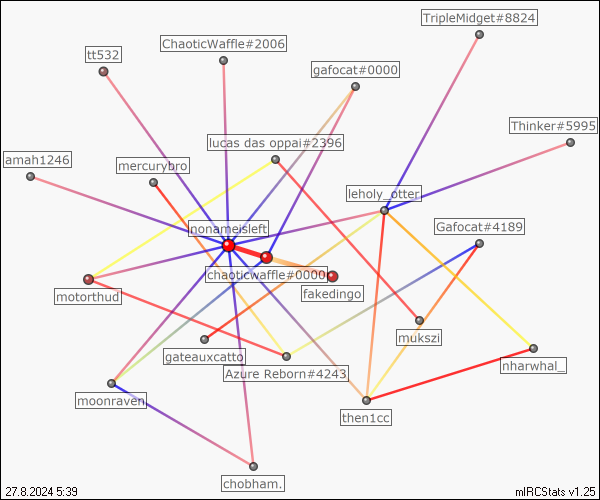 TripleMidget#8824
ChaoticWaffle#2006
tt532
gafocat#0000
Thinker#5995
lucas das oppai#2396
amah1246
mercurybro
leholy_otter
nonameisleft
Gafocat#4189
chaoticwaffle#0000
fakedingo
motorthud
mukszi
gateauxcatto
nharwhal_
Azure Reborn#4243
moonraven
then1cc
chobham.
27.8.2024 5:39
mIRCStats v1.25